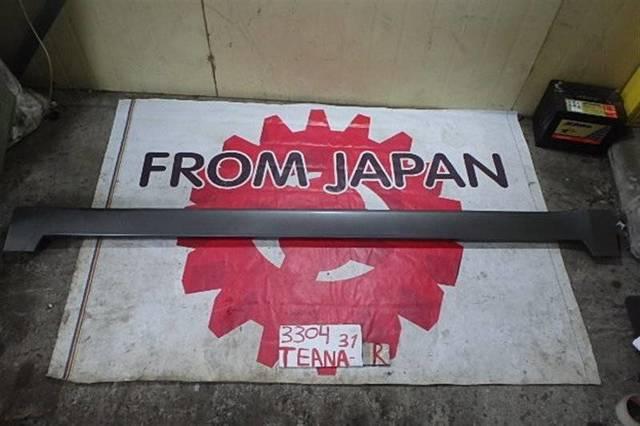 FROM JAPAN
3304 31
TEANA- R